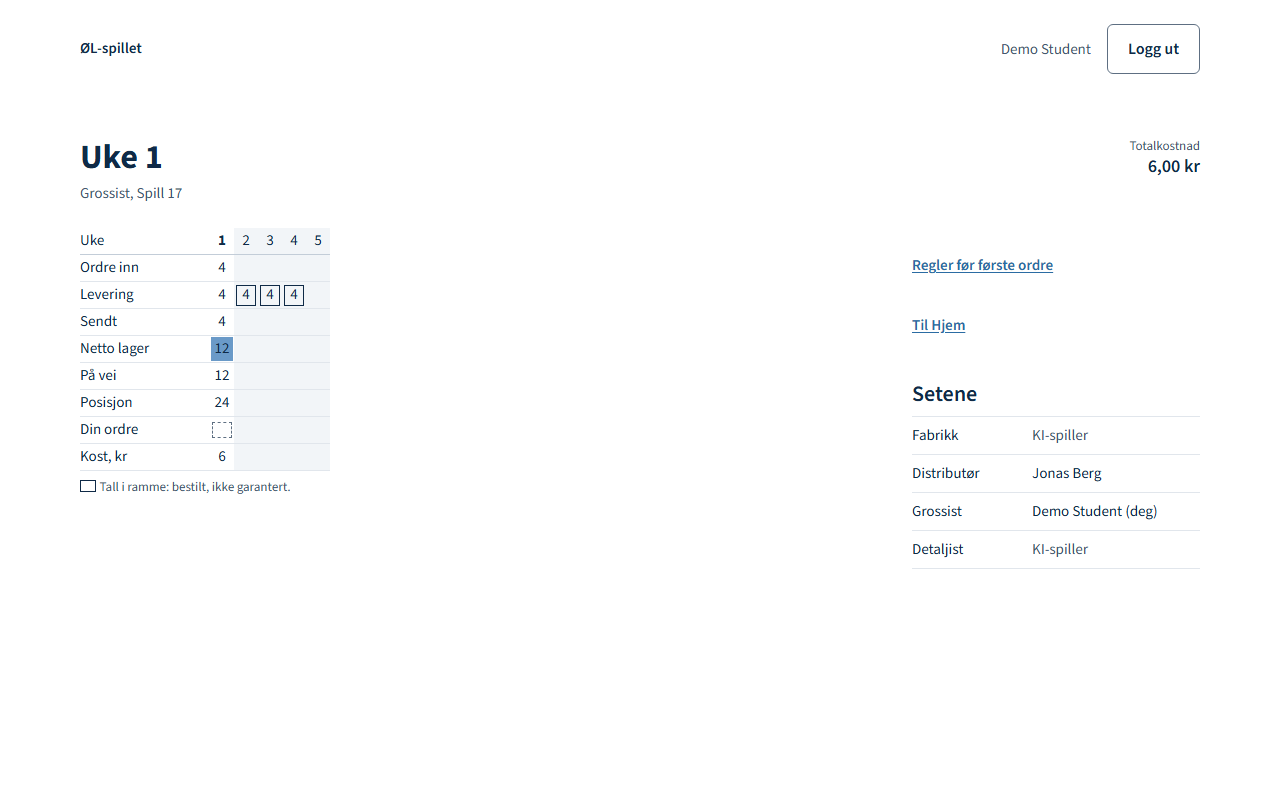 ØL-spillet
Demo Student
Logg ut
Uke 1
Grossist, Spill 17
Totalkostnad
6,00 kr
Uke 1 2 3 4 5
Ordre inn 4
Levering 4 4 4 4
Sendt 4
Netto lager 12
På vei 12
Posisjon 24
Din ordre
Kost, kr 6
Tall i ramme: bestilt, ikke garantert.
Regler før første ordre
Til Hjem
Setene
Fabrikk KI-spiller
Distributør Jonas Berg
Grossist Demo Student (deg)
Detaljist KI-spiller